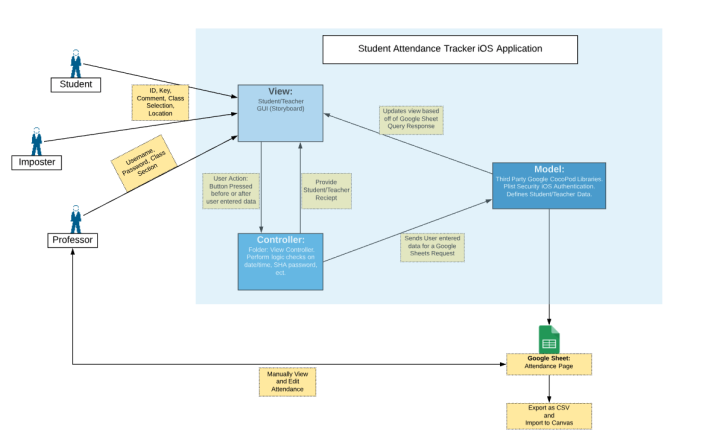 Student Attendance Tracker iOS Application
Student
ID, Key,
Comment, Class
Selection,
Location
View:
Student/Teacher
GUI (Storyboard)
Updates view based
off of Google Sheet
Query Response
Imposter
Username,
Password, Class
Section
User Action:
Button Pressed
before or after
user entered data
Provide
Student/Teacher
Reciept
Model:
Third Party Google CocoPod Libraries.
Plist Security iOS Authentication.
Defines Student/Teacher Data.
Professor
Controller:
Folder: View Controller
Perform logic checks on
date/time, SHA password,
ect.
Sends User entered
data for a Google
Sheets Request
Google Sheet:
Attendance Page
Manually View
and Edit
Attendance
Export as CSV
and
Import to Canvas